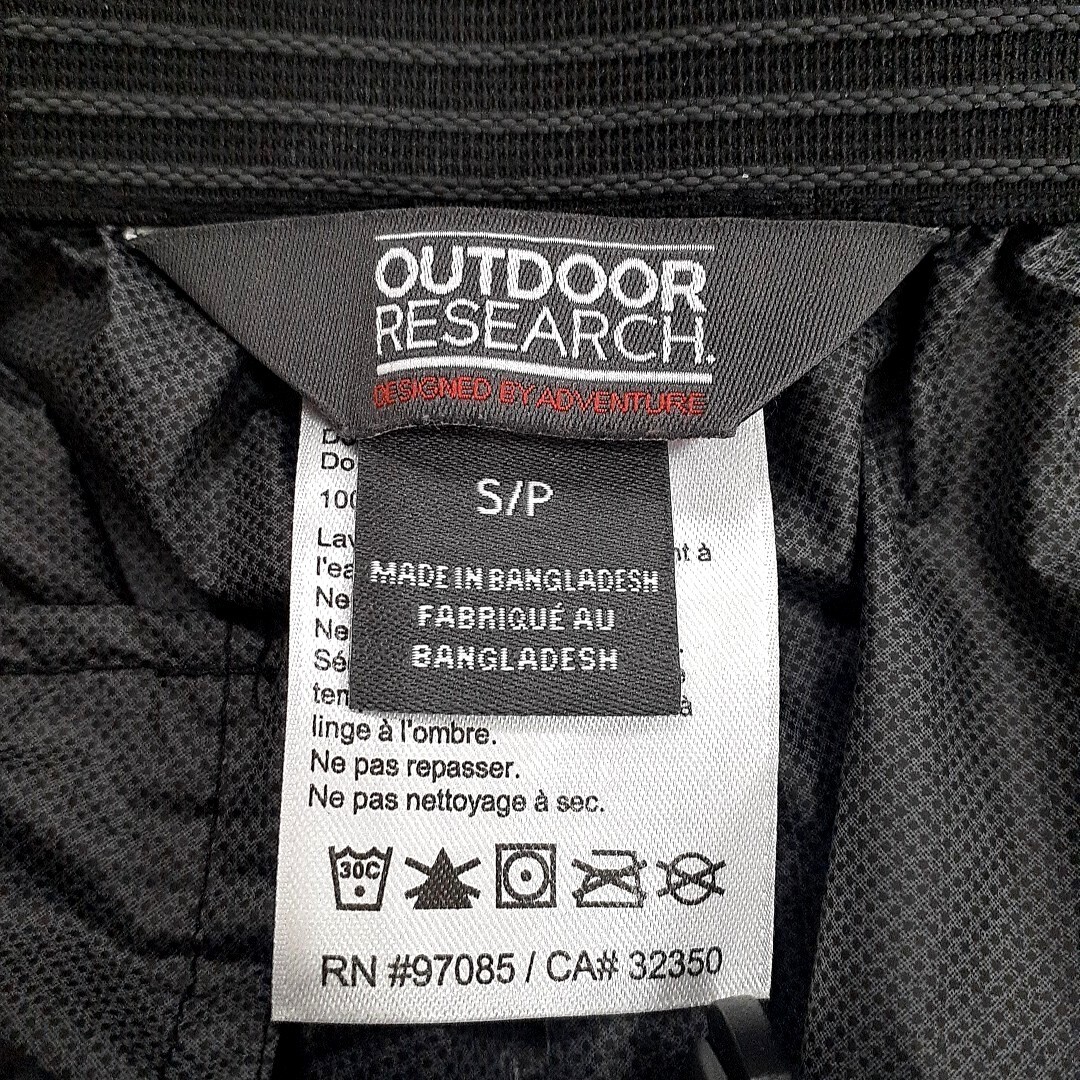 OUTDOOR
RESEARCH.
DESIGNED BY ADVENTURE
S/P
MADE IN BANGLADESH
FABRIQUÉ AU
BANGLADESH
à
à
linge à l'ombre.
Ne pas repasser.
Ne pas nettoyage à sec.
30C
RN #97085 / CA# 32350